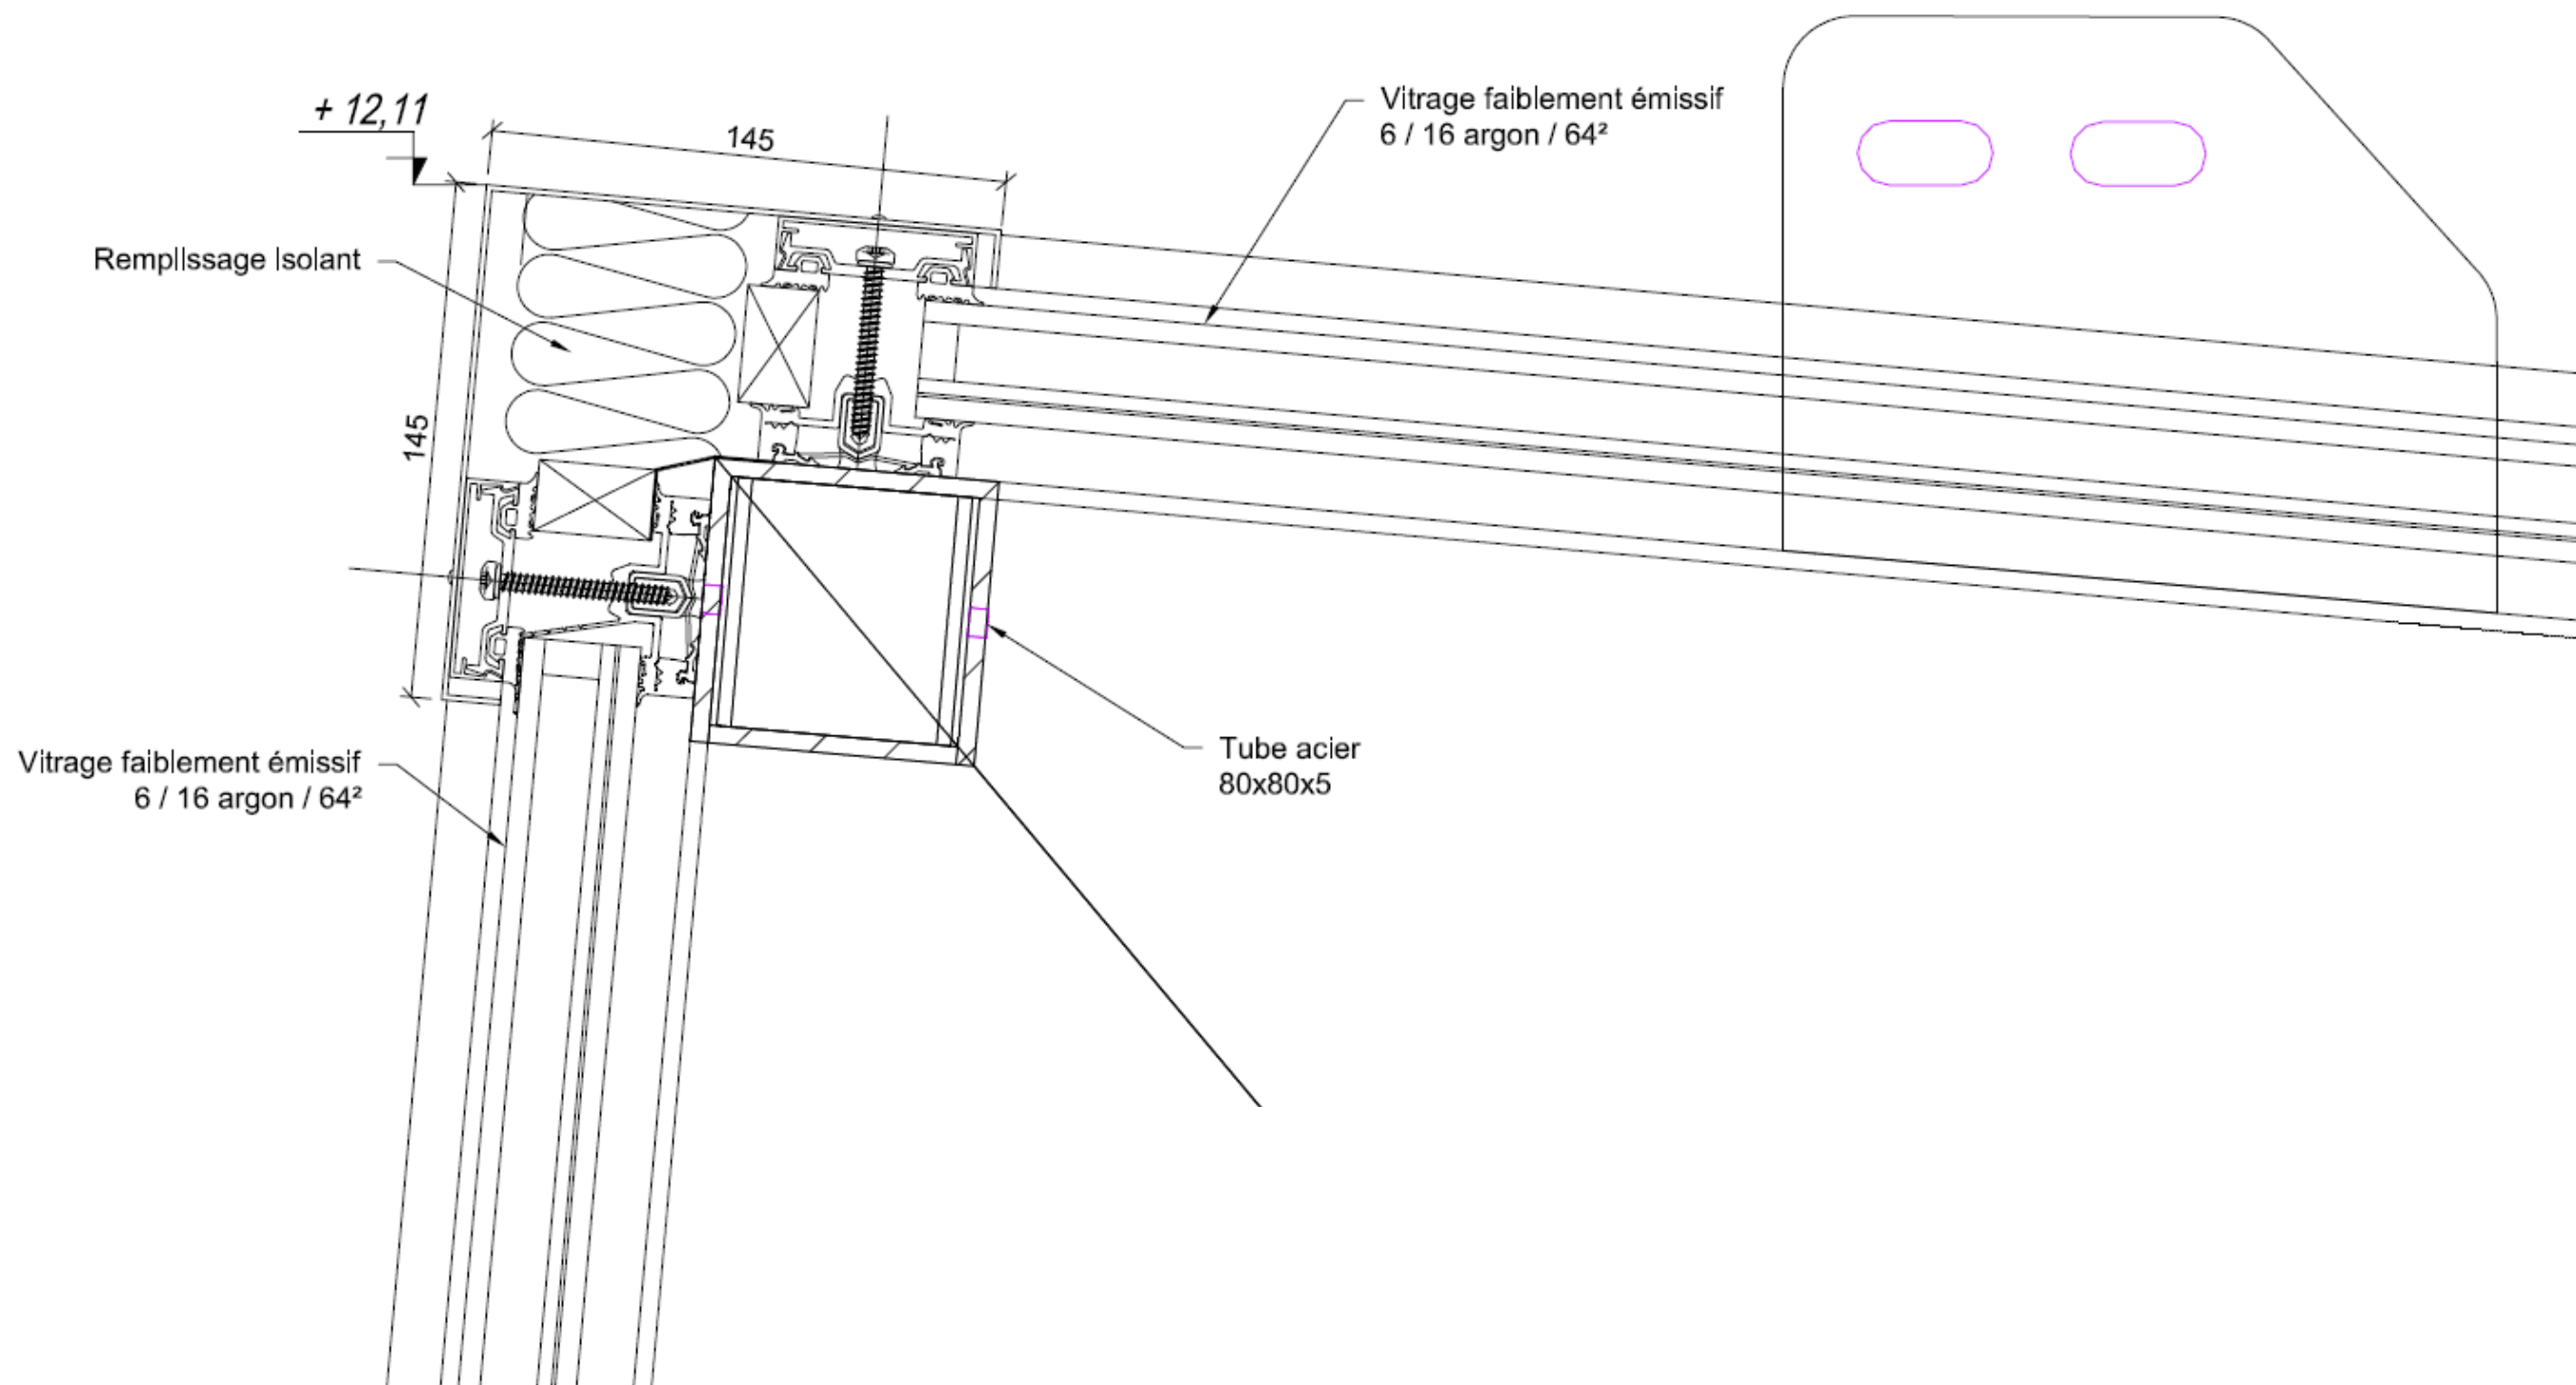 + 12,11
145
Vitrage faiblement émissif
6 / 16 argon / 64²
Remplissage isolant
145
Vitrage faiblement émissif
6 / 16 argon / 64²
Tube acier
80x80x5